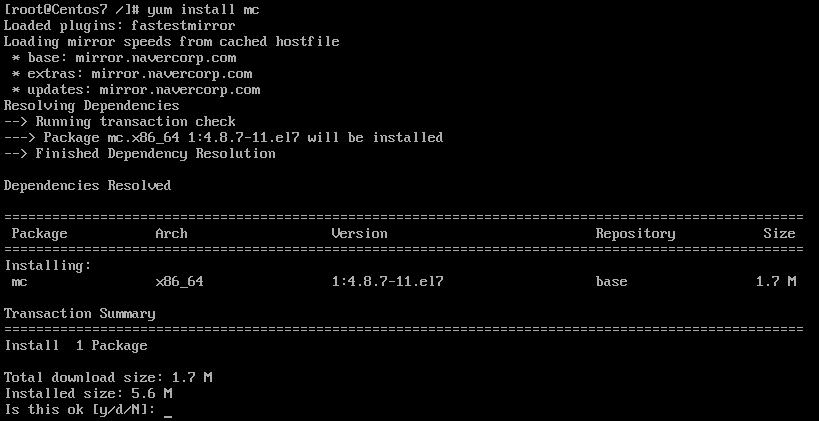 [root@Centos7 /]# yum install mc
Loaded plugins: fastestmirror
Loading mirror speeds from cached hostfile
 * base: mirror.navercorp.com
 * extras: mirror.navercorp.com
 * updates: mirror.navercorp.com
Resolving Dependencies
--> Running transaction check
---> Package mc.x86_64 1:4.8.7-11.el7 will be installed
--> Finished Dependency Resolution

Dependencies Resolved

====================================================================================================
 Package           Arch                  Version                          Repository           Size
====================================================================================================
Installing:
 mc                x86_64                1:4.8.7-11.el7                   base                1.7 M

Transaction Summary
====================================================================================================
Install  1 Package

Total download size: 1.7 M
Installed size: 5.6 M
Is this ok [y/d/N]: _